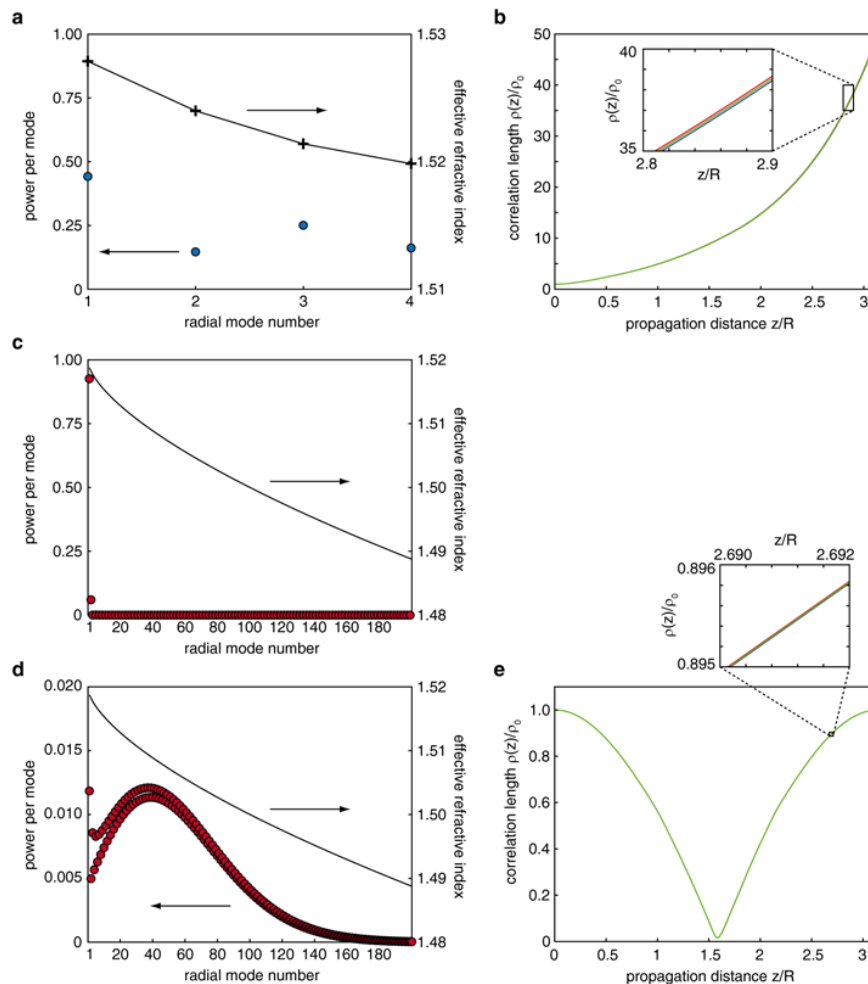 a
1.00
0.75
0.50
0.25
0
power per mode
1
2
3
4
radial mode number
1.53
1.52
1.51
effective refractive index
b
50
45
40
35
30
25
20
15
10
5
0
correlation length ρ(z)/ρ₀
0
0.5
1
1.5
2
2.5
3
propagation distance z/R
40
35
ρ(z)/ρ₀
2.8
2.9
z/R
c
1.00
0.75
0.50
0.25
0
power per mode
1 20 40 60 80 100 120 140 160 180
radial mode number
1.52
1.51
1.50
1.49
1.48
effective refractive index
d
0.020
0.015
0.010
0.005
0
power per mode
1 20 40 60 80 100 120 140 160 180
radial mode number
1.52
1.51
1.50
1.49
1.48
effective refractive index
z/R
2.690
2.692
0.896
0.895
ρ(z)/ρ₀
e
1.0
0.8
0.6
0.4
0.2
0
correlation length ρ(z)/ρ₀
0
0.5
1
1.5
2
2.5
3
propagation distance z/R